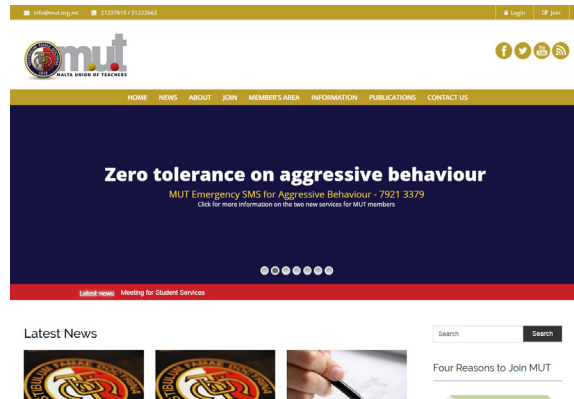 info@mut.org.mt 21237815 / 21222663 Login Join
mut
MALTA UNION OF TEACHERS
HOME NEWS ABOUT JOIN MEMBER'S AREA INFORMATION PUBLICATIONS CONTACT US
Zero tolerance on aggressive behaviour
MUT Emergency SMS for Aggressive Behaviour - 7921 3379
Click for more information on the two new services for MUT members
Latest news Meeting for Student Services
Latest News
Search Search
Four Reasons to Join MUT